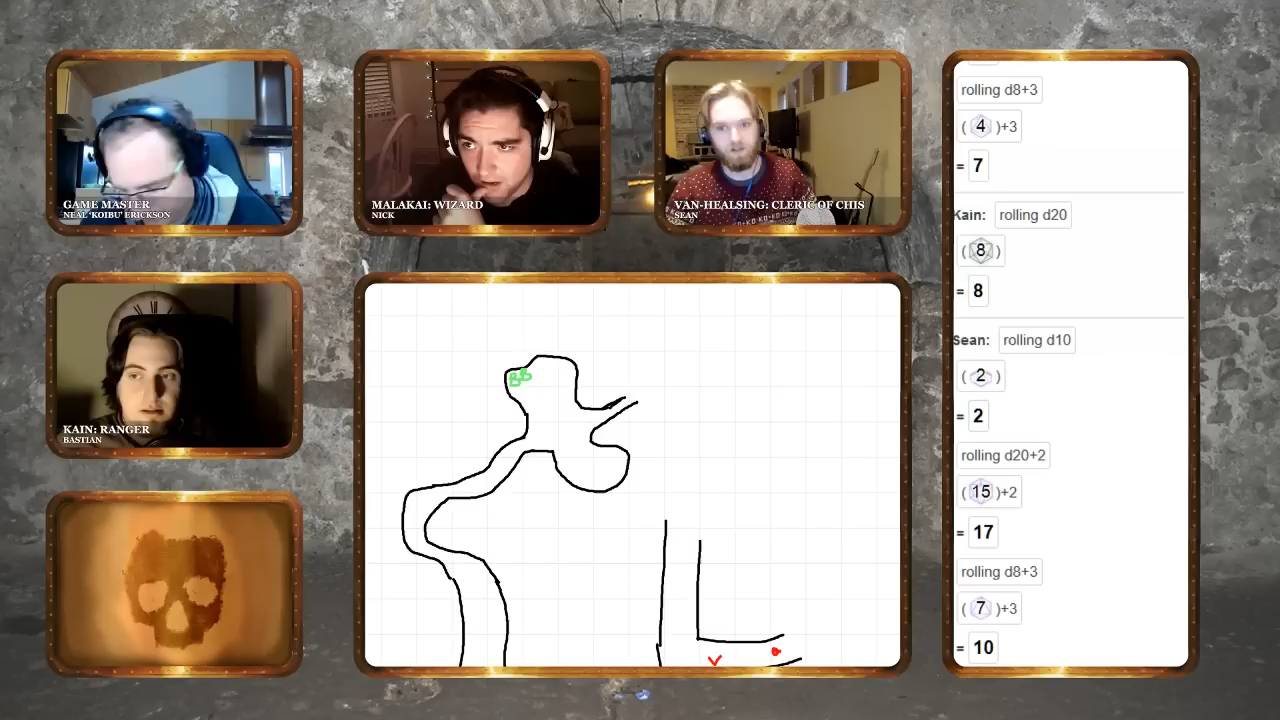 GAME MASTER
NEAL 'KOIBU' ERICKSON
MALAKAI: WIZARD
NICK
VAN-HEALSING: CLERIC OF CHIS
SEAN
KAIN: RANGER
BASTIAN
rolling d8+3
( 4 )+3
= 7
Kain: rolling d20
( 8 )
= 8
Sean: rolling d10
( 2 )
= 2
rolling d20+2
( 15 )+2
= 17
rolling d8+3
( 7 )+3
= 10